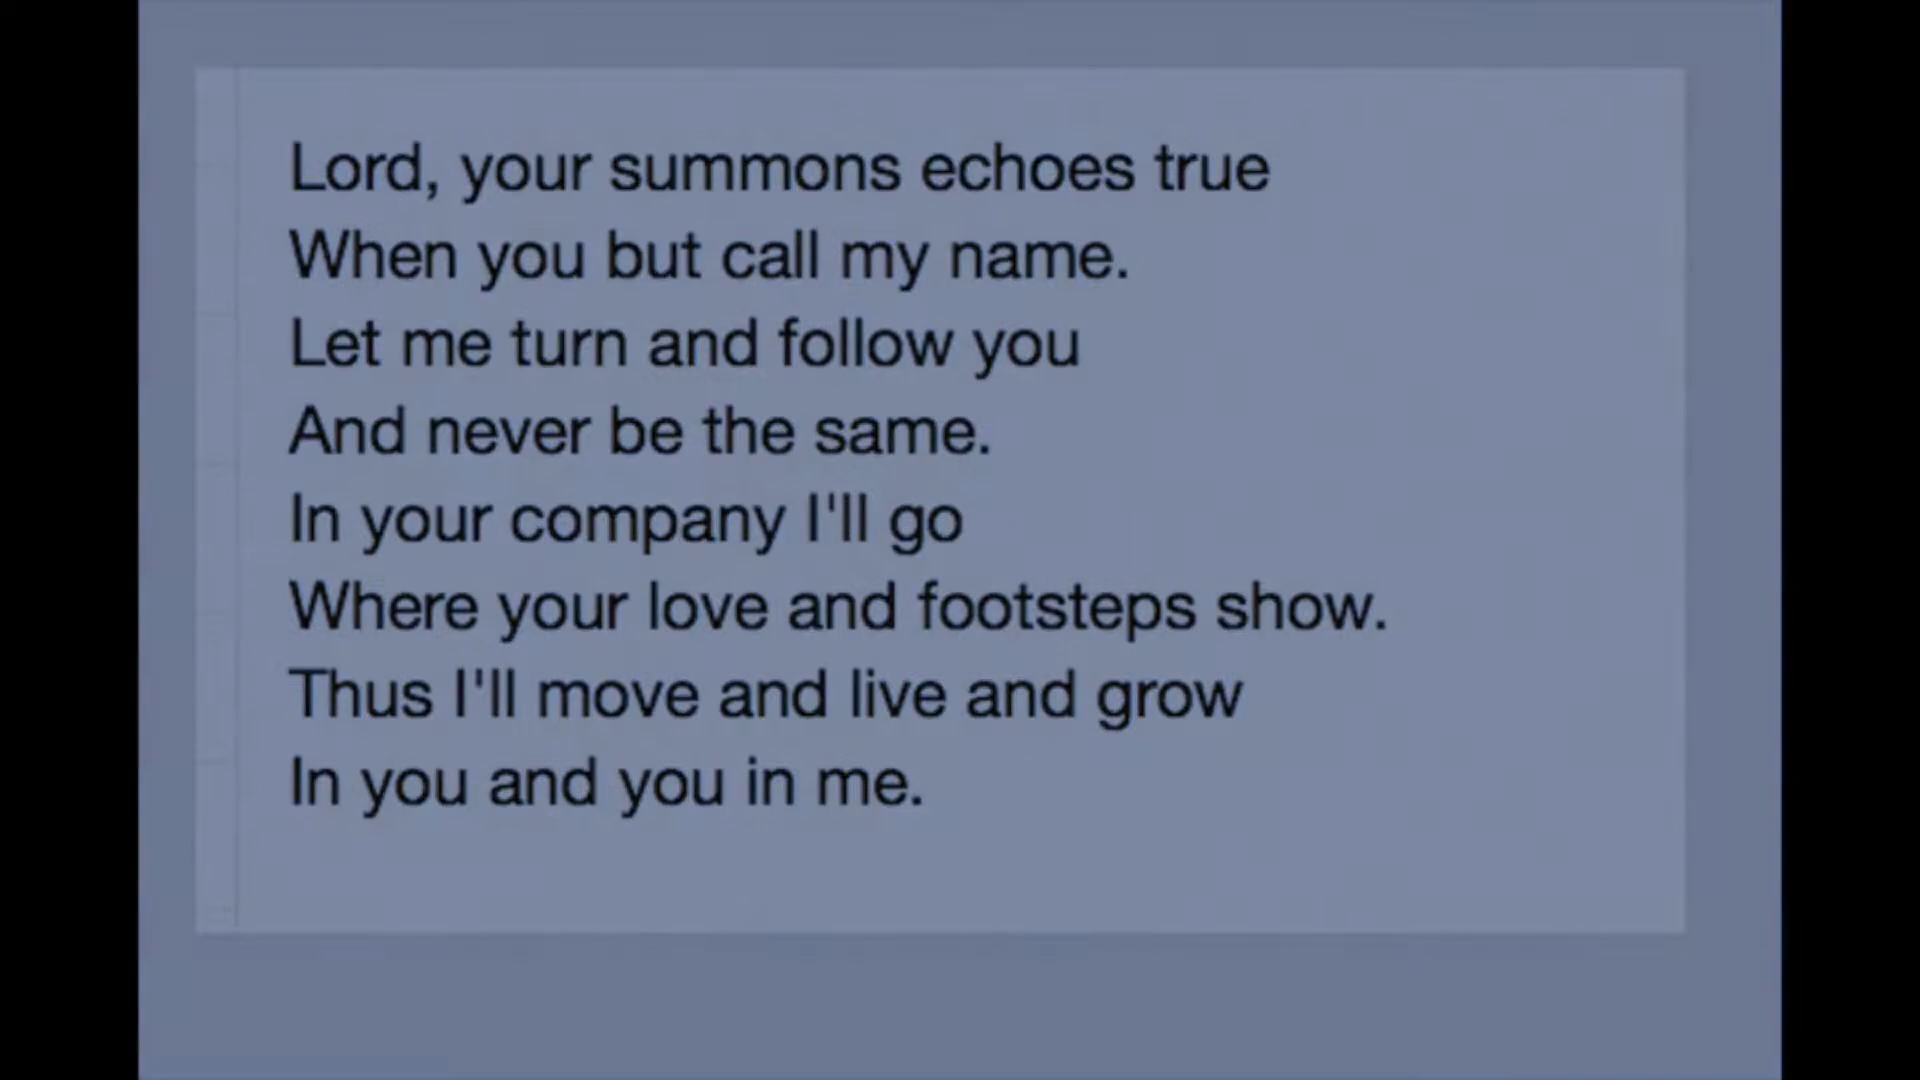 Lord, your summons echoes true
When you but call my name.
Let me turn and follow you
And never be the same.
In your company I'll go
Where your love and footsteps show.
Thus I'll move and live and grow
In you and you in me.